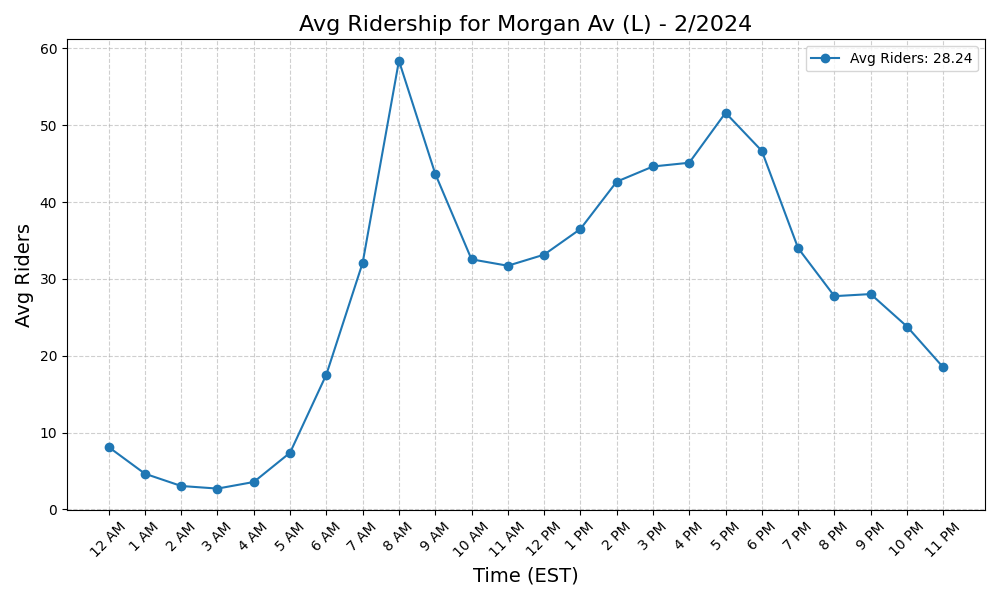 Avg Ridership for Morgan Av (L) - 2/2024
Avg Riders: 28.24
60
50
40
30
20
10
0
Avg Riders
12 AM
1 AM
2 AM
3 AM
4 AM
5 AM
6 AM
7 AM
8 AM
9 AM
10 AM
11 AM
12 PM
1 PM
2 PM
3 PM
4 PM
5 PM
6 PM
7 PM
8 PM
9 PM
10 PM
11 PM
Time (EST)